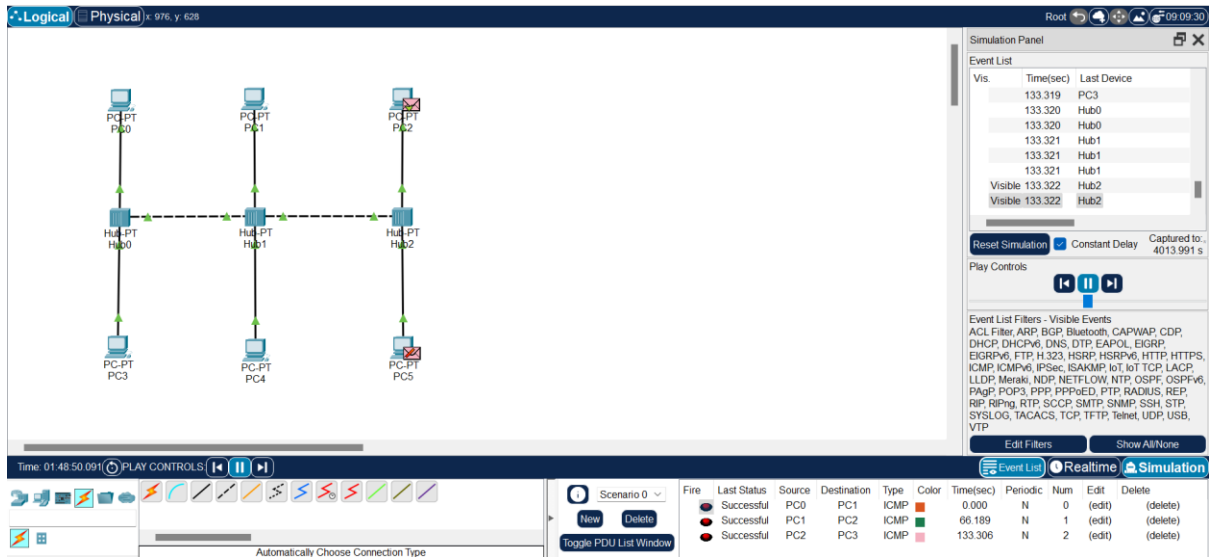 Logical Physical x: 976, y: 628 Root 09:09:30
PC-PT PC-PT PC-PT
PC0 PC1 PC2
Hub-PT Hub-PT Hub-PT
Hub0 Hub1 Hub2
PC-PT PC-PT PC-PT
PC3 PC4 PC5
Simulation Panel
Event List
Vis. Time(sec) Last Device
133.319 PC3
133.320 Hub0
133.320 Hub0
133.321 Hub1
133.321 Hub1
133.321 Hub1
Visible 133.322 Hub2
Visible 133.322 Hub2
Reset Simulation Constant Delay Captured to:,
4013.991 s
Play Controls
Event List Filters - Visible Events
ACL Filter, ARP, BGP, Bluetooth, CAPWAP, CDP,
DHCP, DHCPv6, DNS, DTP, EAPOL, EIGRP,
EIGRPv6, FTP, H.323, HSRP, HSRPv6, HTTP, HTTPS,
ICMP, ICMPv6, IPSec, ISAKMP, IoT, IoT TCP, LACP,
LLDP, Meraki, NDP, NETFLOW, NTP, OSPF, OSPFv6,
PAgP, POP3, PPP, PPPoED, PTP, RADIUS, REP,
RIP, RIPng, RTP, SCCP, SMTP, SNMP, SSH, STP,
SYSLOG, TACACS, TCP, TFTP, Telnet, UDP, USB,
VTP
Edit Filters Show All/None
Time: 01:48:50.091 PLAY CONTROLS: Event List Realtime Simulation
Automatically Choose Connection Type
Scenario 0
New Delete
Toggle PDU List Window
Fire Last Status Source Destination Type Color Time(sec) Periodic Num Edit Delete
Successful PC0 PC1 ICMP 0.000 N 0 (edit) (delete)
Successful PC1 PC2 ICMP 66.189 N 1 (edit) (delete)
Successful PC2 PC3 ICMP 133.306 N 2 (edit) (delete)